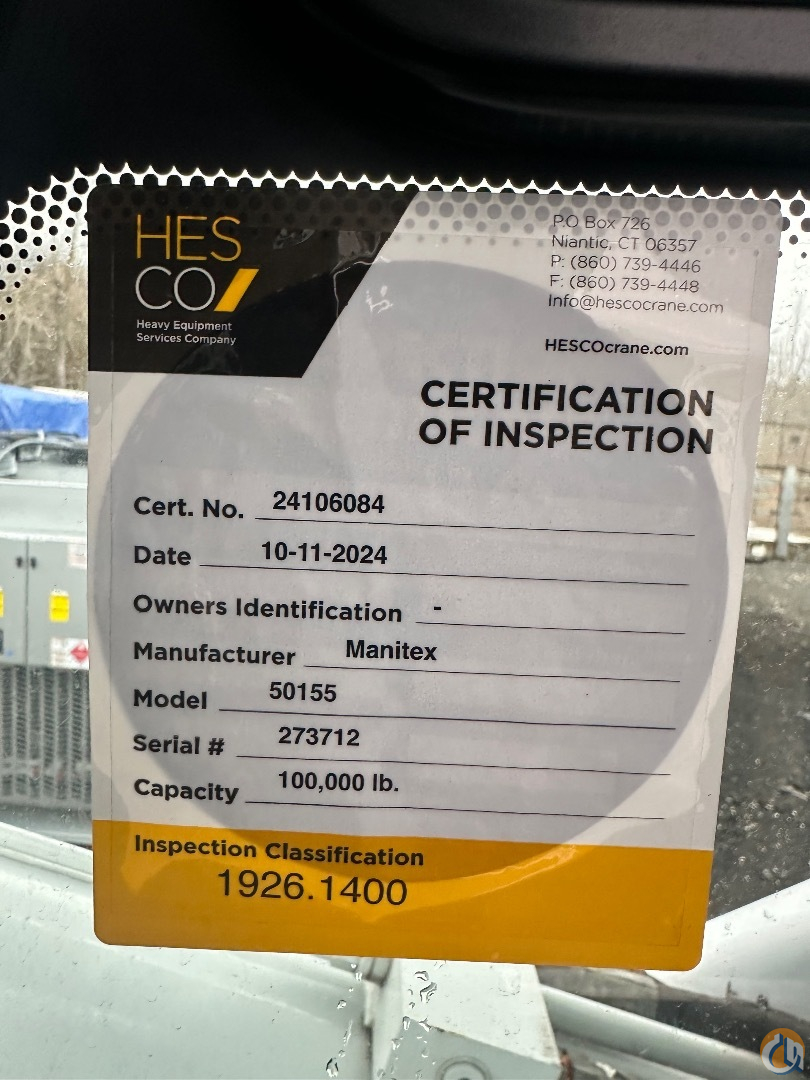 HES
CO
Heavy Equipment
Services Company
P.O Box 726
Niantic, CT 06357
P: (860) 739-4446
F: (860) 739-4448
Info@hescocrane.com
HESCOcrane.com
CERTIFICATION
OF INSPECTION
Cert. No. 24106084
Date 10-11-2024
Owners Identification -
Manufacturer Manitex
Model 50155
Serial # 273712
Capacity 100,000 lb.
Inspection Classification
1926.1400